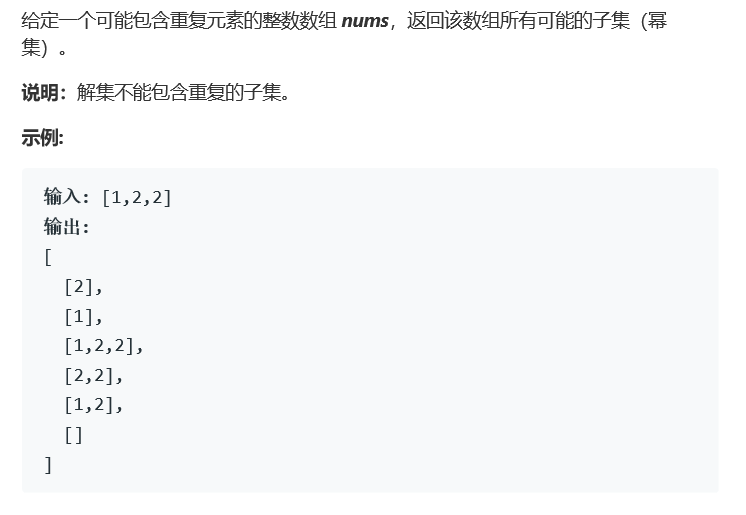 给定一个可能包含重复元素的整数数组 nums，返回该数组所有可能的子集（幂
集）。
说明：解集不能包含重复的子集。
示例:
输入: [1,2,2]
输出:
[
  [2],
  [1],
  [1,2,2],
  [2,2],
  [1,2],
  []
]